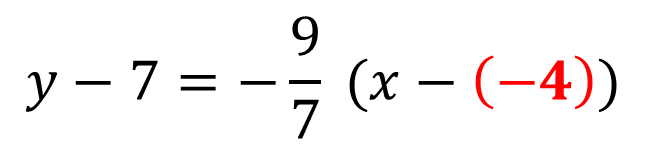 y − 7 = −9/7 (x − (−4))